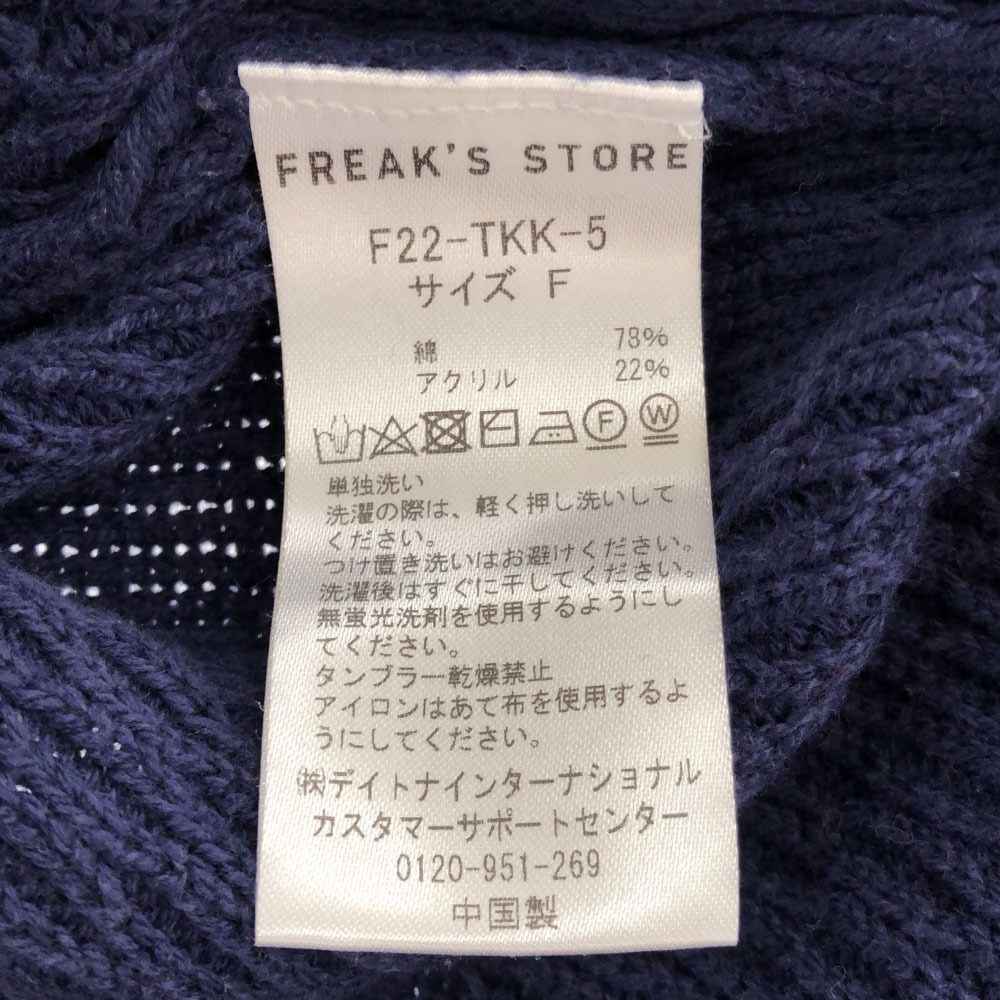 FREAK'S STORE
F22-TKK-5
サイズ F
綿 78%
アクリル 22%
F W
単独洗い
洗濯の際は、軽く押し洗いして
ください。
つけ置き洗いはお避けください。
洗濯後はすぐに干してください。
無蛍光洗剤を使用するようにし
てください。
タンブラー乾燥禁止
アイロンはあて布を使用するよ
うにしてください。
㈱デイトナインターナショナル
カスタマーサポートセンター
0120-951-269
中国製